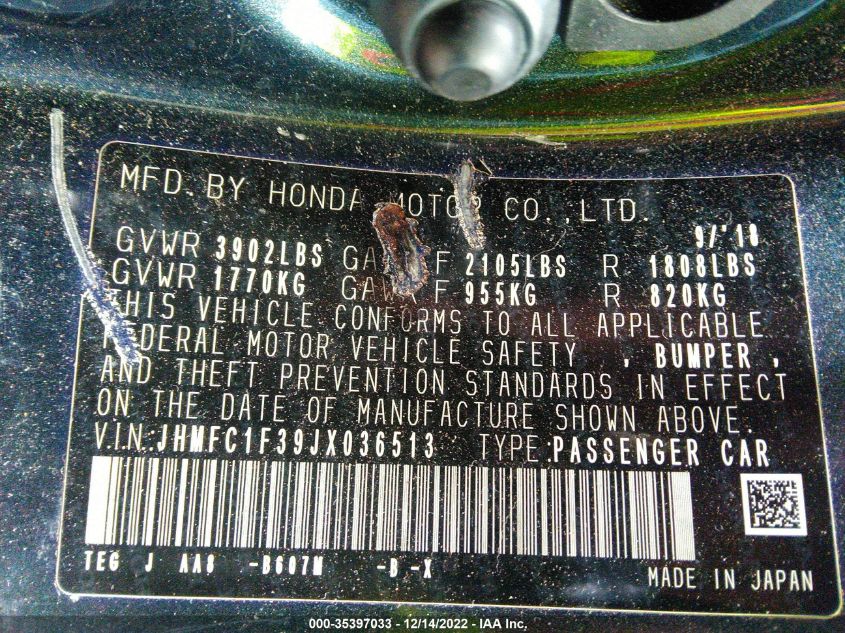 MFD. BY HONDA MOTOR CO.,LTD.
9/'18
GVWR 3902LBS GAWR F 2105LBS R 1808LBS
GVWR 1770KG GAWR F 955KG R 820KG
THIS VEHICLE CONFORMS TO ALL APPLICABLE
FEDERAL MOTOR VEHICLE SAFETY , BUMPER ,
AND THEFT PREVENTION STANDARDS IN EFFECT
ON THE DATE OF MANUFACTURE SHOWN ABOVE.
V.I.N. JHMFC1F39JX036513 TYPE PASSENGER CAR
TEG J AA8 -B607M -B -X
MADE IN JAPAN
000-35397033 - 12/14/2022 - IAA Inc.